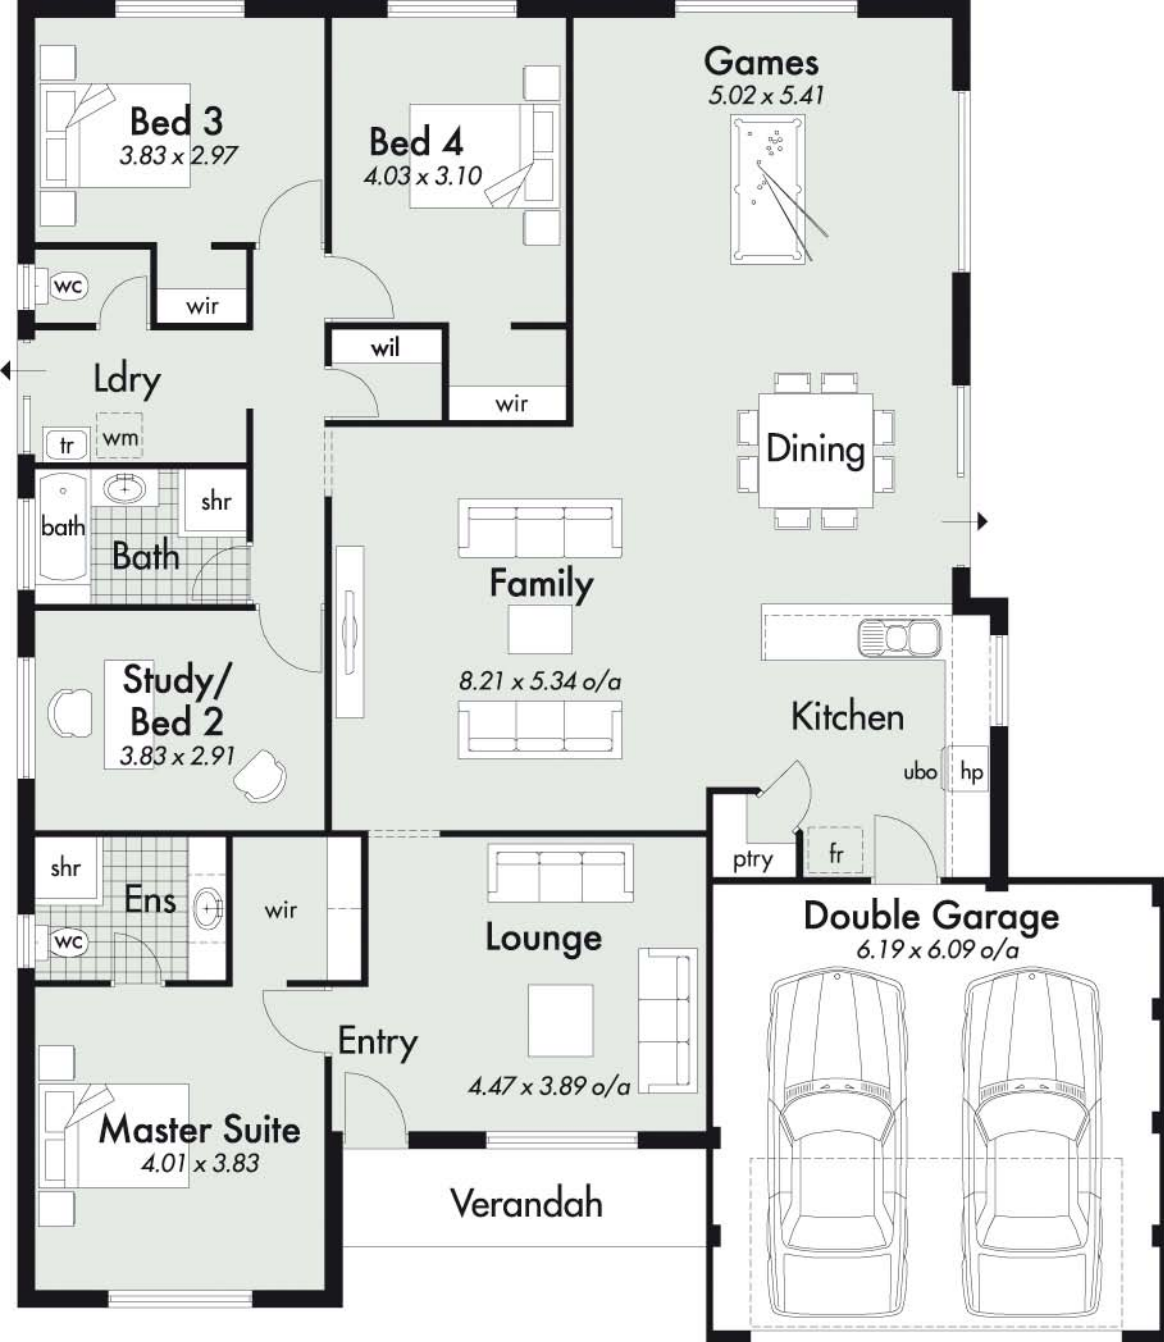 Games
5.02 x 5.41
Bed 3
3.83 x 2.97
Bed 4
4.03 x 3.10
wc
wir
wil
wir
Ldry
tr
wm
Dining
bath
shr
Bath
Family
8.21 x 5.34 o/a
Study/
Bed 2
3.83 x 2.91
Kitchen
ubo
hp
ptry
fr
shr
Ens
wc
wir
Lounge
4.47 x 3.89 o/a
Double Garage
6.19 x 6.09 o/a
Entry
Master Suite
4.01 x 3.83
Verandah